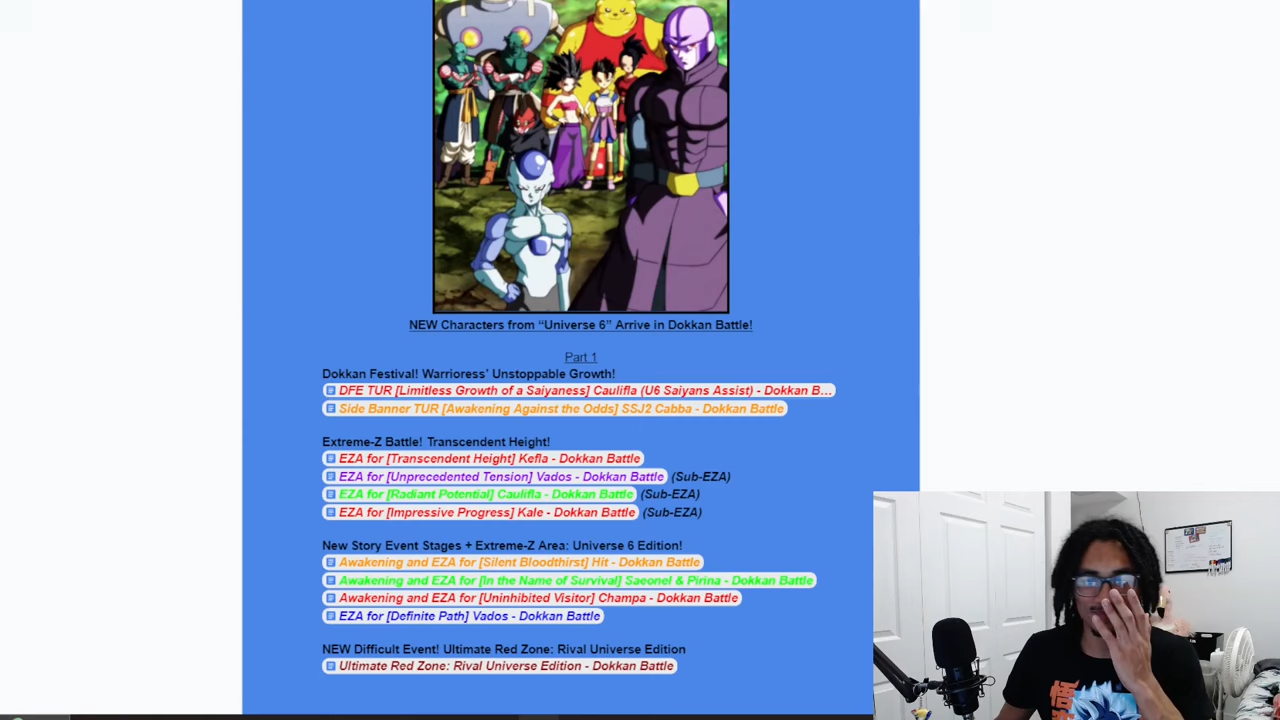 NEW Characters from “Universe 6” Arrive in Dokkan Battle!
Part 1
Dokkan Festival! Warrioress' Unstoppable Growth!
DFE TUR [Limitless Growth of a Saiyaness] Caulifla (U6 Saiyans Assist) - Dokkan B...
Side Banner TUR [Awakening Against the Odds] SSJ2 Cabba - Dokkan Battle
Extreme-Z Battle! Transcendent Height!
EZA for [Transcendent Height] Kefla - Dokkan Battle
EZA for [Unprecedented Tension] Vados - Dokkan Battle (Sub-EZA)
EZA for [Radiant Potential] Caulifla - Dokkan Battle (Sub-EZA)
EZA for [Impressive Progress] Kale - Dokkan Battle (Sub-EZA)
New Story Event Stages + Extreme-Z Area: Universe 6 Edition!
Awakening and EZA for [Silent Bloodthirst] Hit - Dokkan Battle
Awakening and EZA for [In the Name of Survival] Saeonel & Pirina - Dokkan Battle
Awakening and EZA for [Uninhibited Visitor] Champa - Dokkan Battle
EZA for [Definite Path] Vados - Dokkan Battle
NEW Difficult Event! Ultimate Red Zone: Rival Universe Edition
Ultimate Red Zone: Rival Universe Edition - Dokkan Battle